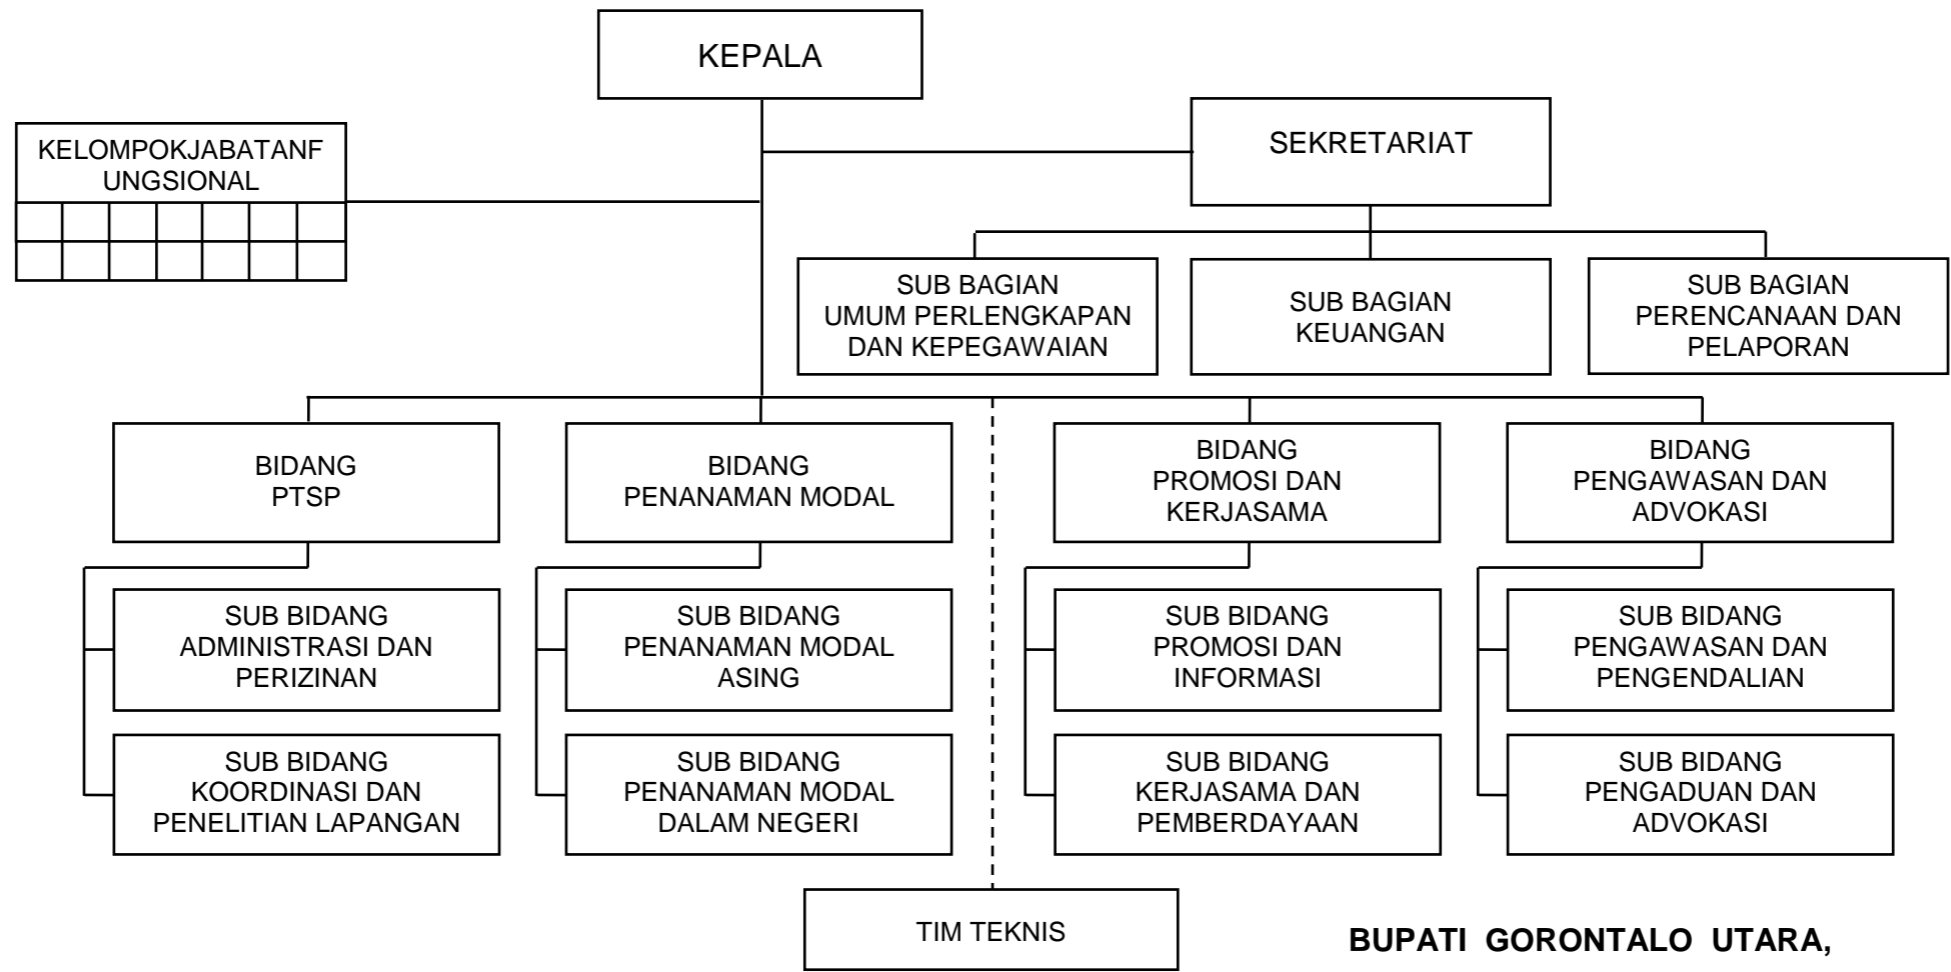 KEPALA
SEKRETARIAT
KELOMPOKJABATANF
UNGSIONAL
SUB BAGIAN
UMUM PERLENGKAPAN
DAN KEPEGAWAIAN
SUB BAGIAN
KEUANGAN
SUB BAGIAN
PERENCANAAN DAN
PELAPORAN
BIDANG
PTSP
BIDANG
PENANAMAN MODAL
BIDANG
PROMOSI DAN
KERJASAMA
BIDANG
PENGAWASAN DAN
ADVOKASI
SUB BIDANG
ADMINISTRASI DAN
PERIZINAN
SUB BIDANG
PENANAMAN MODAL
ASING
SUB BIDANG
PROMOSI DAN
INFORMASI
SUB BIDANG
PENGAWASAN DAN
PENGENDALIAN
SUB BIDANG
KOORDINASI DAN
PENELITIAN LAPANGAN
SUB BIDANG
PENANAMAN MODAL
DALAM NEGERI
SUB BIDANG
KERJASAMA DAN
PEMBERDAYAAN
SUB BIDANG
PENGADUAN DAN
ADVOKASI
TIM TEKNIS
BUPATI GORONTALO UTARA,